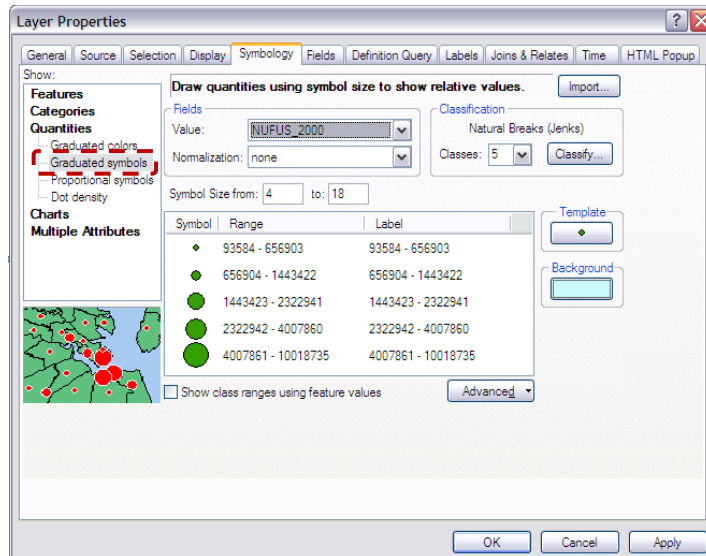 Layer Properties
General Source Selection Display Symbology Fields Definition Query Labels Joins & Relates Time HTML Popup
Show:
Features
Categories
Quantities
Graduated colors
Graduated symbols
Proportional symbols
Dot density
Charts
Multiple Attributes
Draw quantities using symbol size to show relative values.
Import...
Fields
Value: NUFUS_2000
Normalization: none
Classification
Natural Breaks (Jenks)
Classes: 5 Classify...
Symbol Size from: 4 to: 18
Symbol Range Label
93584 - 656903 93584 - 656903
656904 - 1443422 656904 - 1443422
1443423 - 2322941 1443423 - 2322941
2322942 - 4007860 2322942 - 4007860
4007861 - 10018735 4007861 - 10018735
Template
Background
Show class ranges using feature values
Advanced
OK Cancel Apply